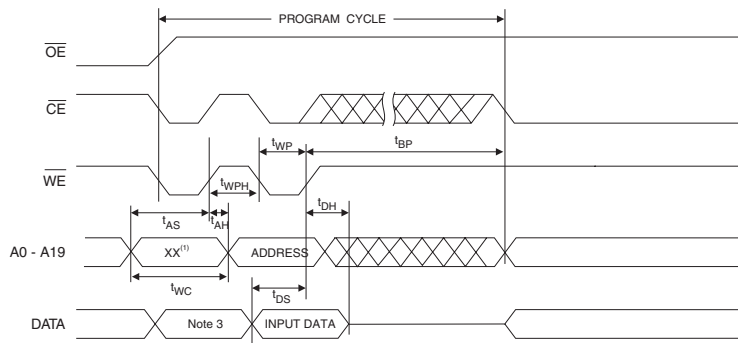 PROGRAM CYCLE
OE
CE
tWP
tBP
WE
tWPH
tDH
tAS
tAH
A0 - A19
XX(1)
ADDRESS
tWC
tDS
DATA
Note 3
INPUT DATA